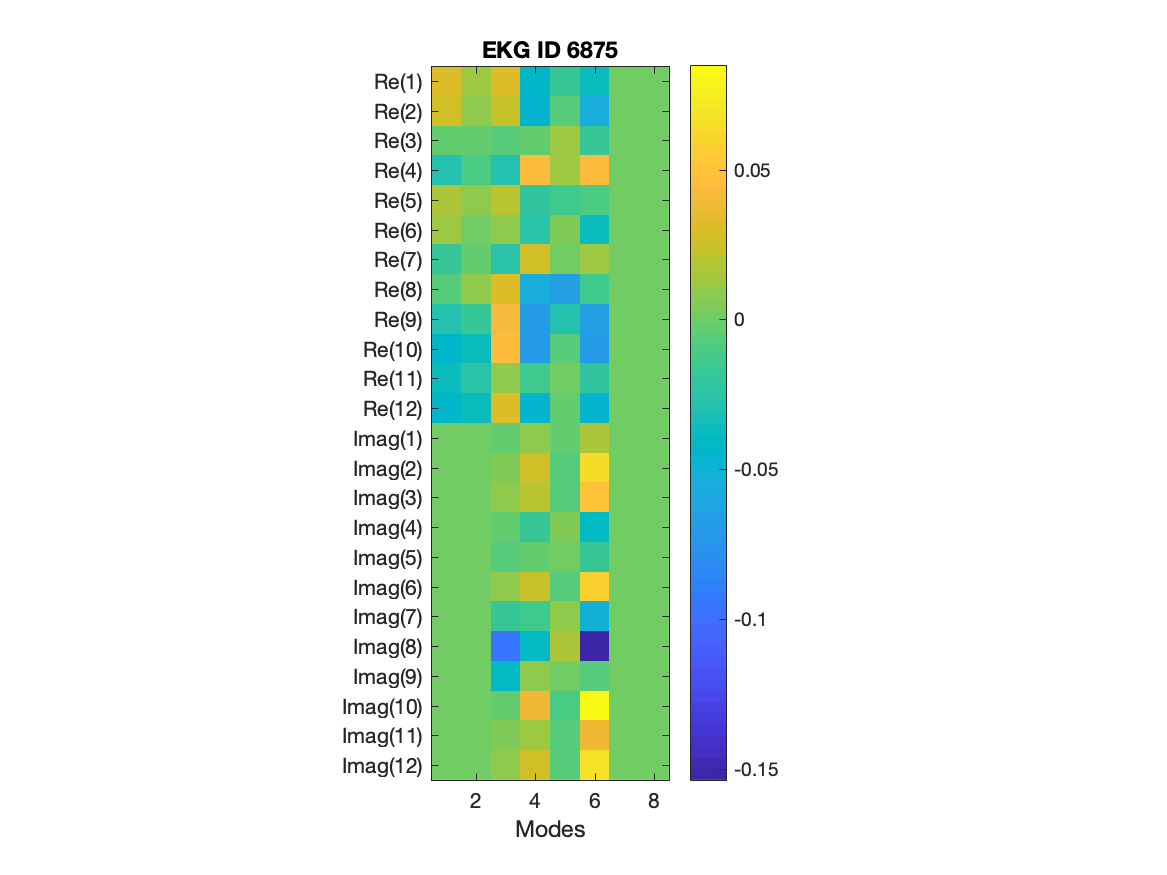 EKG ID 6875
Re(1)
Re(2)
Re(3)
Re(4)
Re(5)
Re(6)
Re(7)
Re(8)
Re(9)
Re(10)
Re(11)
Re(12)
Imag(1)
Imag(2)
Imag(3)
Imag(4)
Imag(5)
Imag(6)
Imag(7)
Imag(8)
Imag(9)
Imag(10)
Imag(11)
Imag(12)
2 4 6 8
Modes
0.05
0
-0.05
-0.1
-0.15